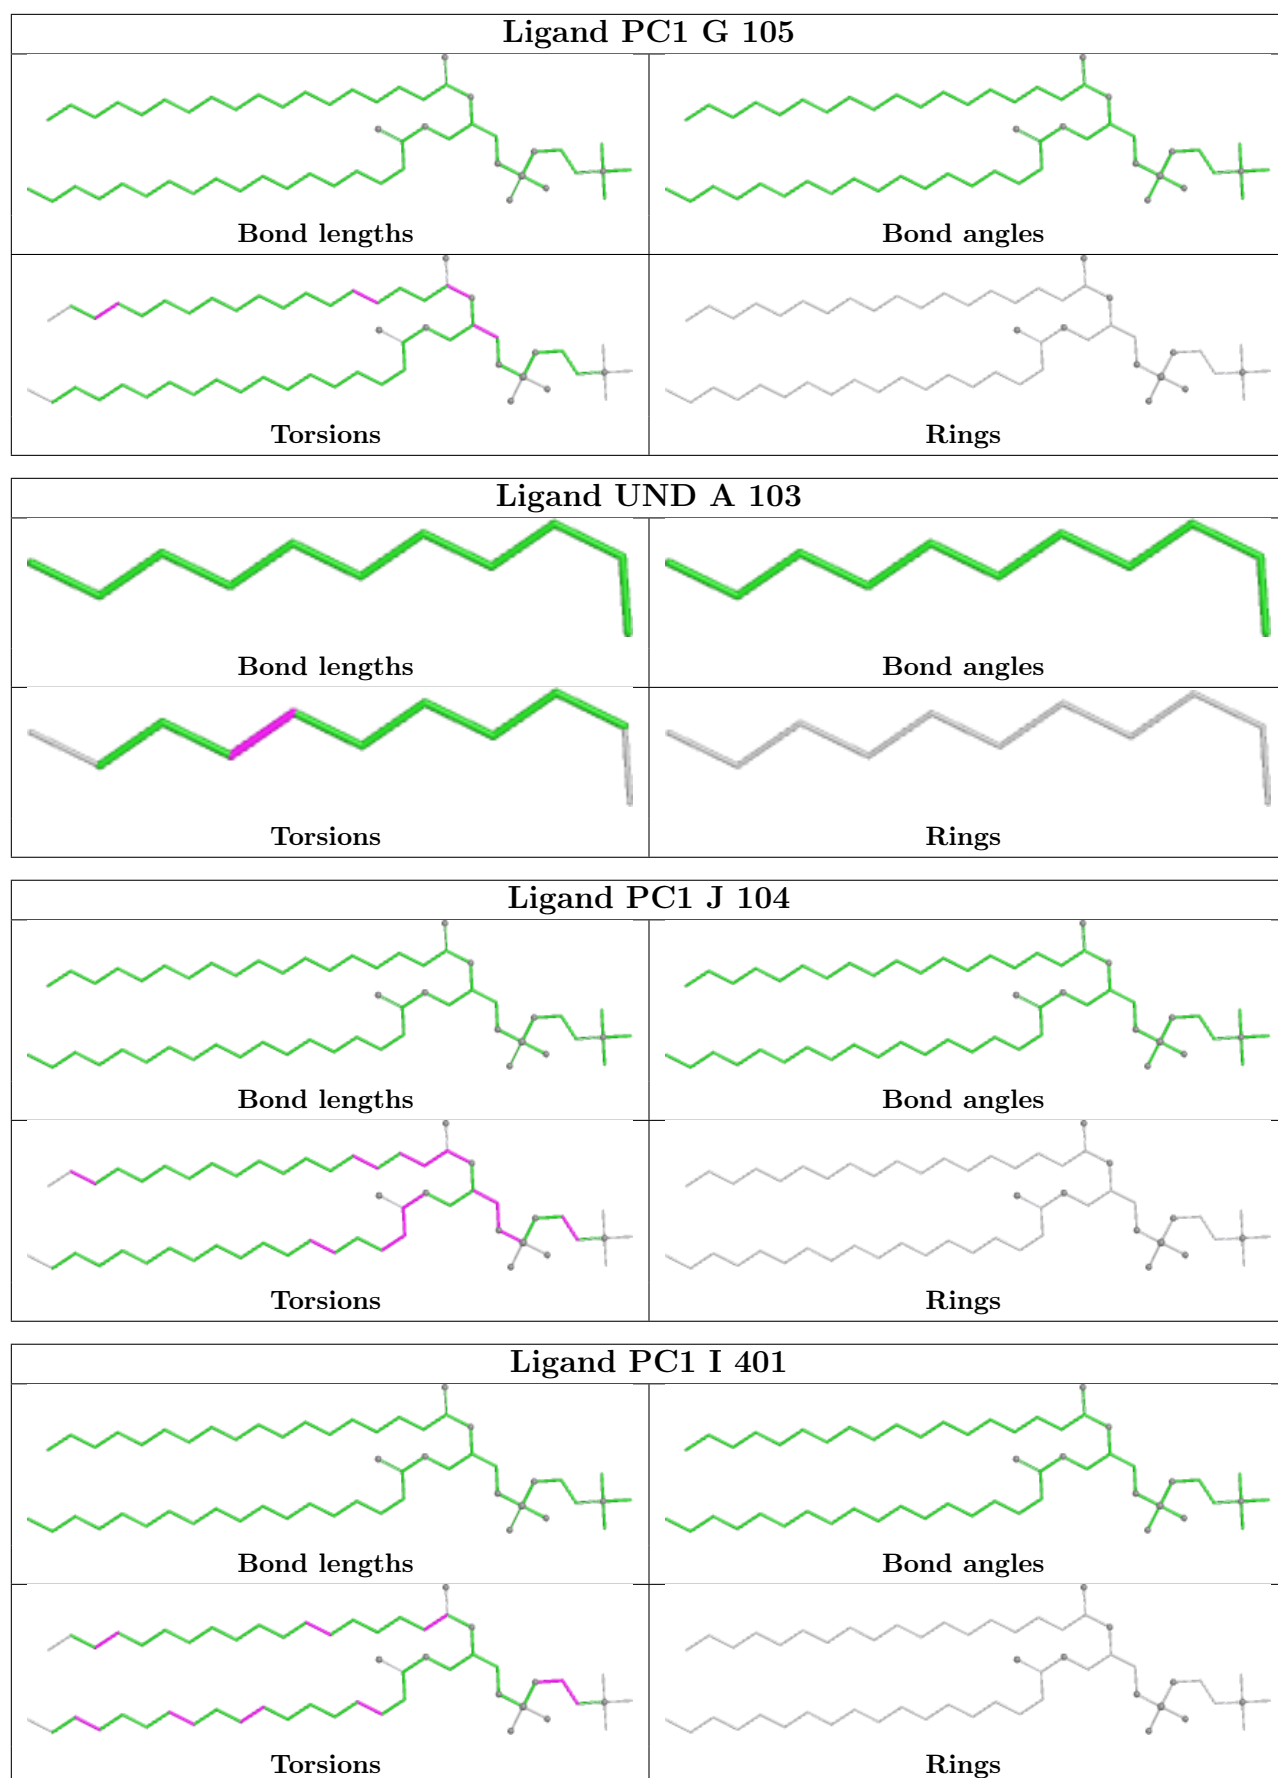 Ligand PC1 G 105
Bond lengths
Bond angles
Torsions
Rings
Ligand UND A 103
Bond lengths
Bond angles
Torsions
Rings
Ligand PC1 J 104
Bond lengths
Bond angles
Torsions
Rings
Ligand PC1 I 401
Bond lengths
Bond angles
Torsions
Rings